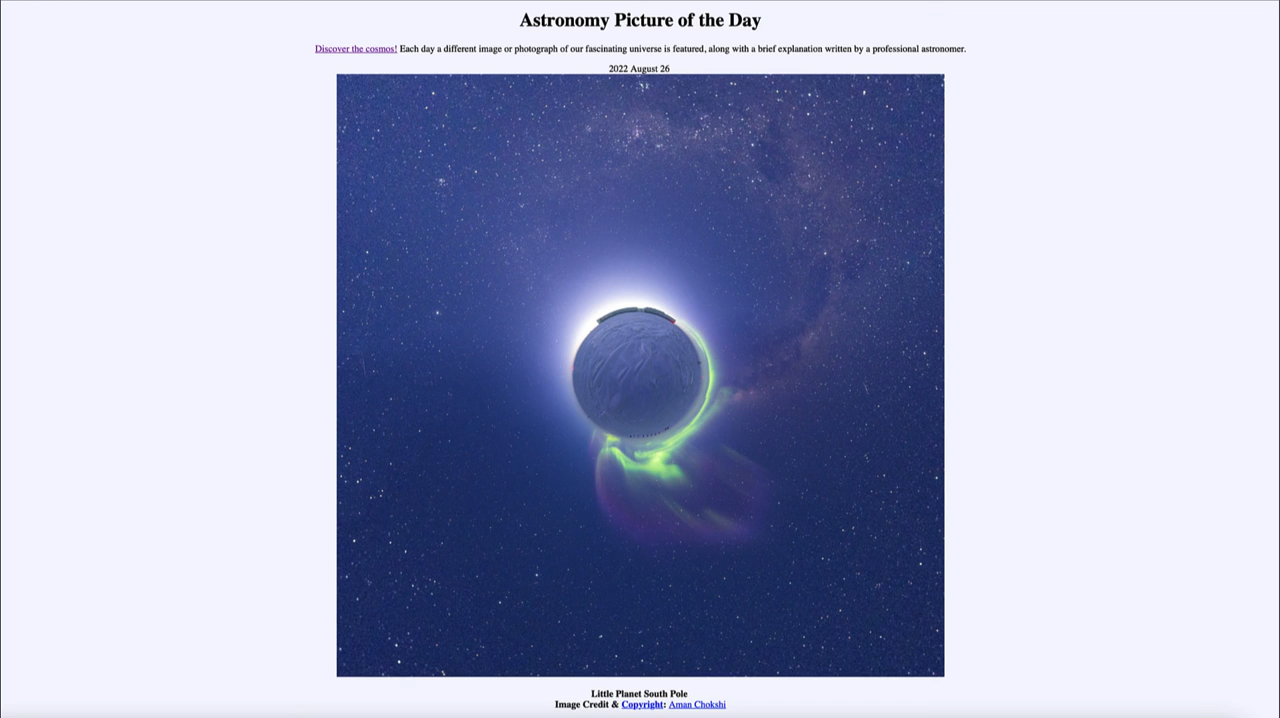 Astronomy Picture of the Day
Discover the cosmos! Each day a different image or photograph of our fascinating universe is featured, along with a brief explanation written by a professional astronomer.
2022 August 26
Little Planet South Pole
Image Credit & Copyright: Aman Chokshi